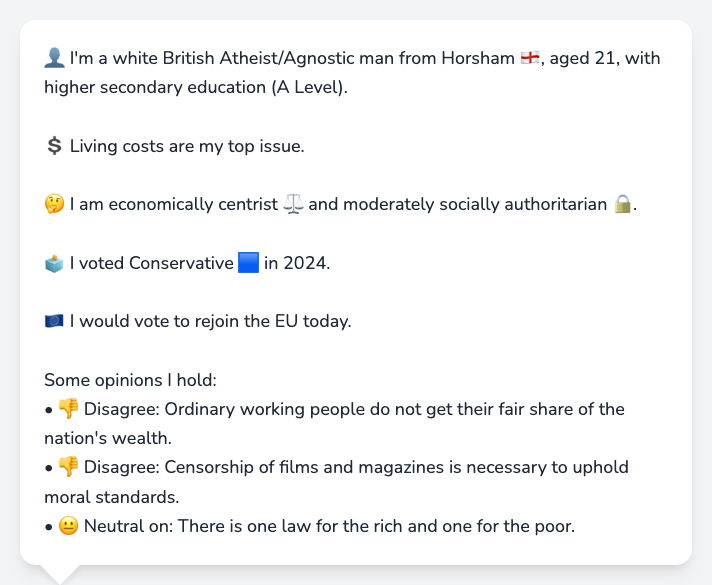 👤 I'm a white British Atheist/Agnostic man from Horsham 🏴󠁧󠁢󠁥󠁮󠁧󠁿, aged 21, with
higher secondary education (A Level).
💲 Living costs are my top issue.
🤔 I am economically centrist ⚖️ and moderately socially authoritarian 🔒.
🗳️ I voted Conservative 🟦 in 2024.
🇪🇺 I would vote to rejoin the EU today.
Some opinions I hold:
• 👎 Disagree: Ordinary working people do not get their fair share of the
nation's wealth.
• 👎 Disagree: Censorship of films and magazines is necessary to uphold
moral standards.
• 😐 Neutral on: There is one law for the rich and one for the poor.